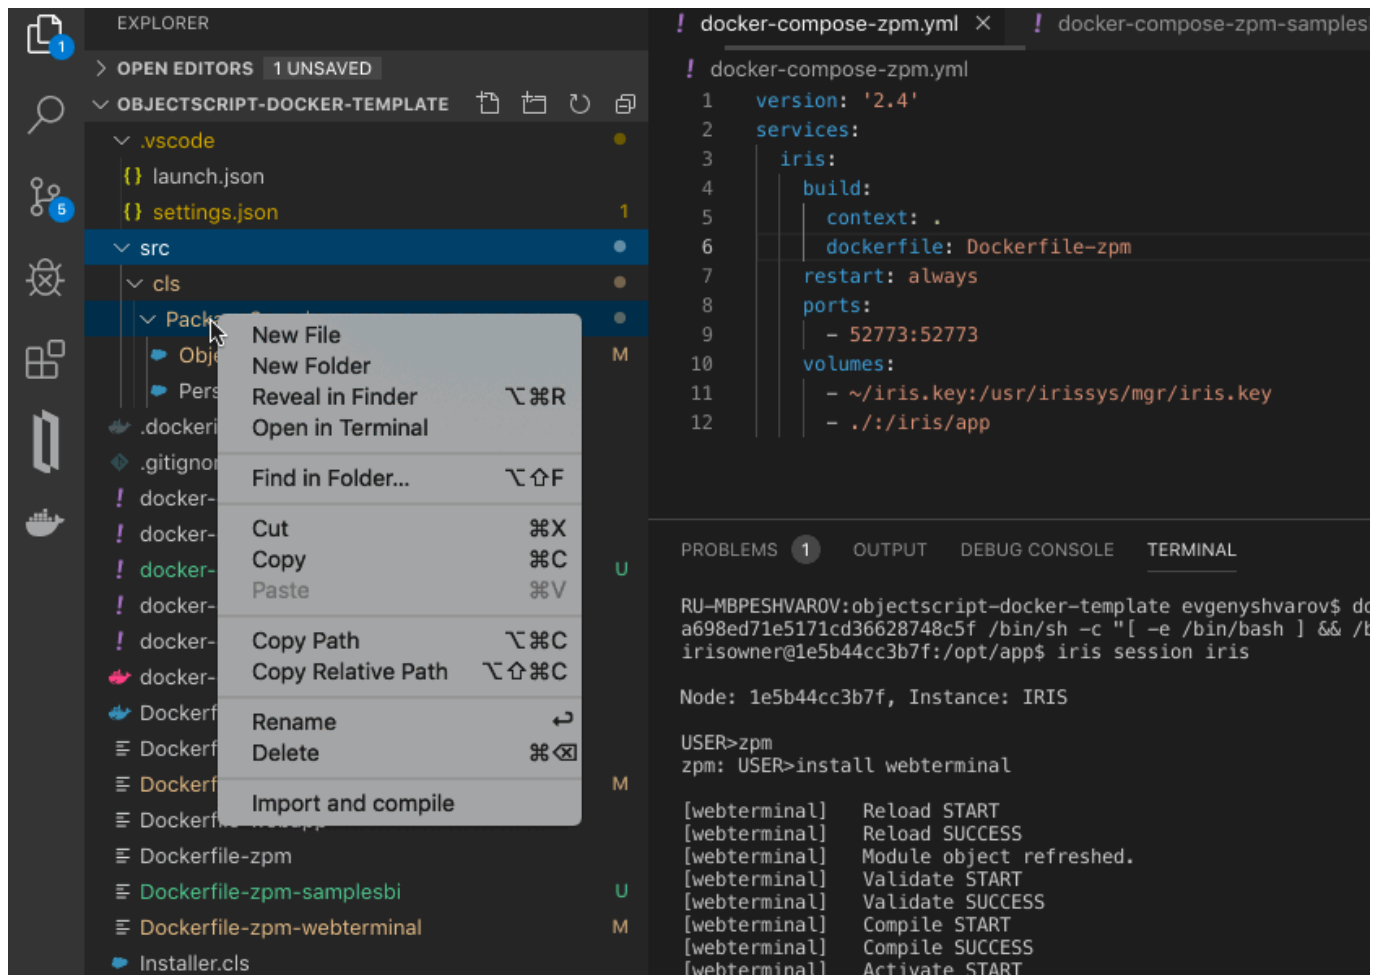 EXPLORER
OPEN EDITORS 1 UNSAVED
OBJECTSCRIPT-DOCKER-TEMPLATE
.vscode
{} launch.json
{} settings.json 1
src
cls
Pack
Obje M
Pers
.dockeri
.gitignor
! docker-
! docker-
! docker- U
! docker-
! docker-
docker-
Dockerf
Dockerf
Dockerf M
Dockerf
Dockerfile-zpm
Dockerfile-zpm-samplesbi U
Dockerfile-zpm-webterminal M
Installer.cls
1
5
New File
New Folder
Reveal in Finder ⌥⌘R
Open in Terminal
Find in Folder... ⌥⇧F
Cut ⌘X
Copy ⌘C
Paste ⌘V
Copy Path ⌥⌘C
Copy Relative Path ⌥⇧⌘C
Rename ↩
Delete ⌘⌫
Import and compile
! docker-compose-zpm.yml × ! docker-compose-zpm-samples
! docker-compose-zpm.yml
1 version: '2.4'
2 services:
3 iris:
4 build:
5 context: .
6 dockerfile: Dockerfile-zpm
7 restart: always
8 ports:
9 - 52773:52773
10 volumes:
11 - ~/iris.key:/usr/irissys/mgr/iris.key
12 - ./:/iris/app
PROBLEMS 1 OUTPUT DEBUG CONSOLE TERMINAL
RU-MBPESHVAROV:objectscript-docker-template evgenyshvarov$ do
a698ed71e5171cd36628748c5f /bin/sh -c "[ -e /bin/bash ] && /b
irisowner@1e5b44cc3b7f:/opt/app$ iris session iris
Node: 1e5b44cc3b7f, Instance: IRIS
USER>zpm
zpm: USER>install webterminal
[webterminal] Reload START
[webterminal] Reload SUCCESS
[webterminal] Module object refreshed.
[webterminal] Validate START
[webterminal] Validate SUCCESS
[webterminal] Compile START
[webterminal] Compile SUCCESS
[webterminal] Activate START